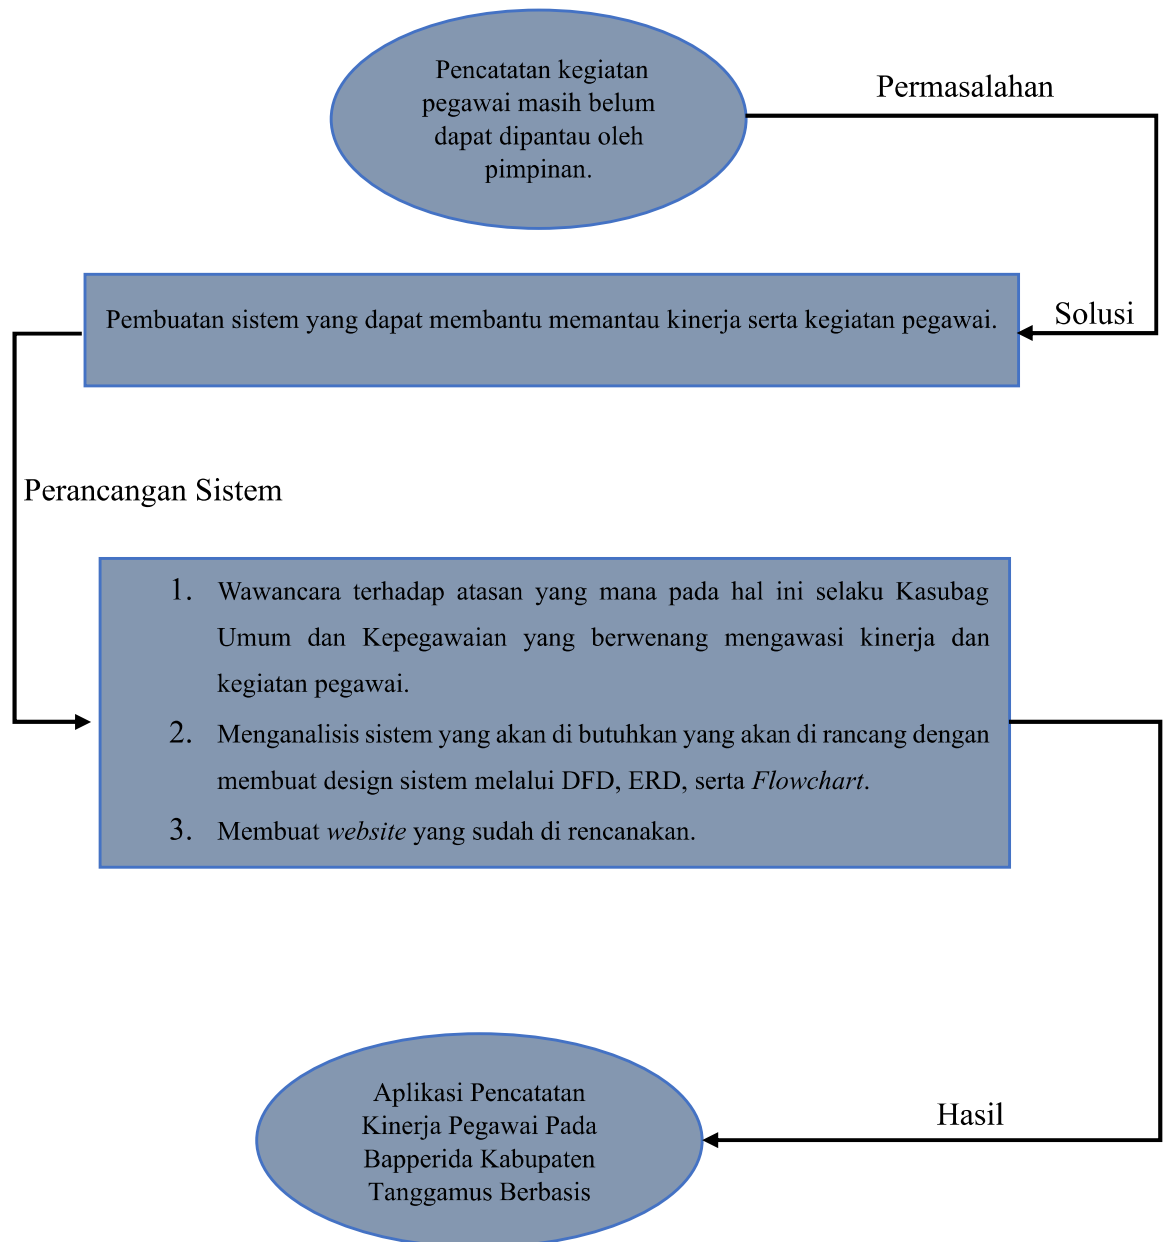 Pencatatan kegiatan
pegawai masih belum
dapat dipantau oleh
pimpinan.
Permasalahan
Pembuatan sistem yang dapat membantu memantau kinerja serta kegiatan pegawai.
Solusi
Perancangan Sistem
1. Wawancara terhadap atasan yang mana pada hal ini selaku Kasubag
Umum dan Kepegawaian yang berwenang mengawasi kinerja dan
kegiatan pegawai.
2. Menganalisis sistem yang akan di butuhkan yang akan di rancang dengan
membuat design sistem melalui DFD, ERD, serta Flowchart.
3. Membuat website yang sudah di rencanakan.
Aplikasi Pencatatan
Kinerja Pegawai Pada
Bapperida Kabupaten
Tanggamus Berbasis
Hasil